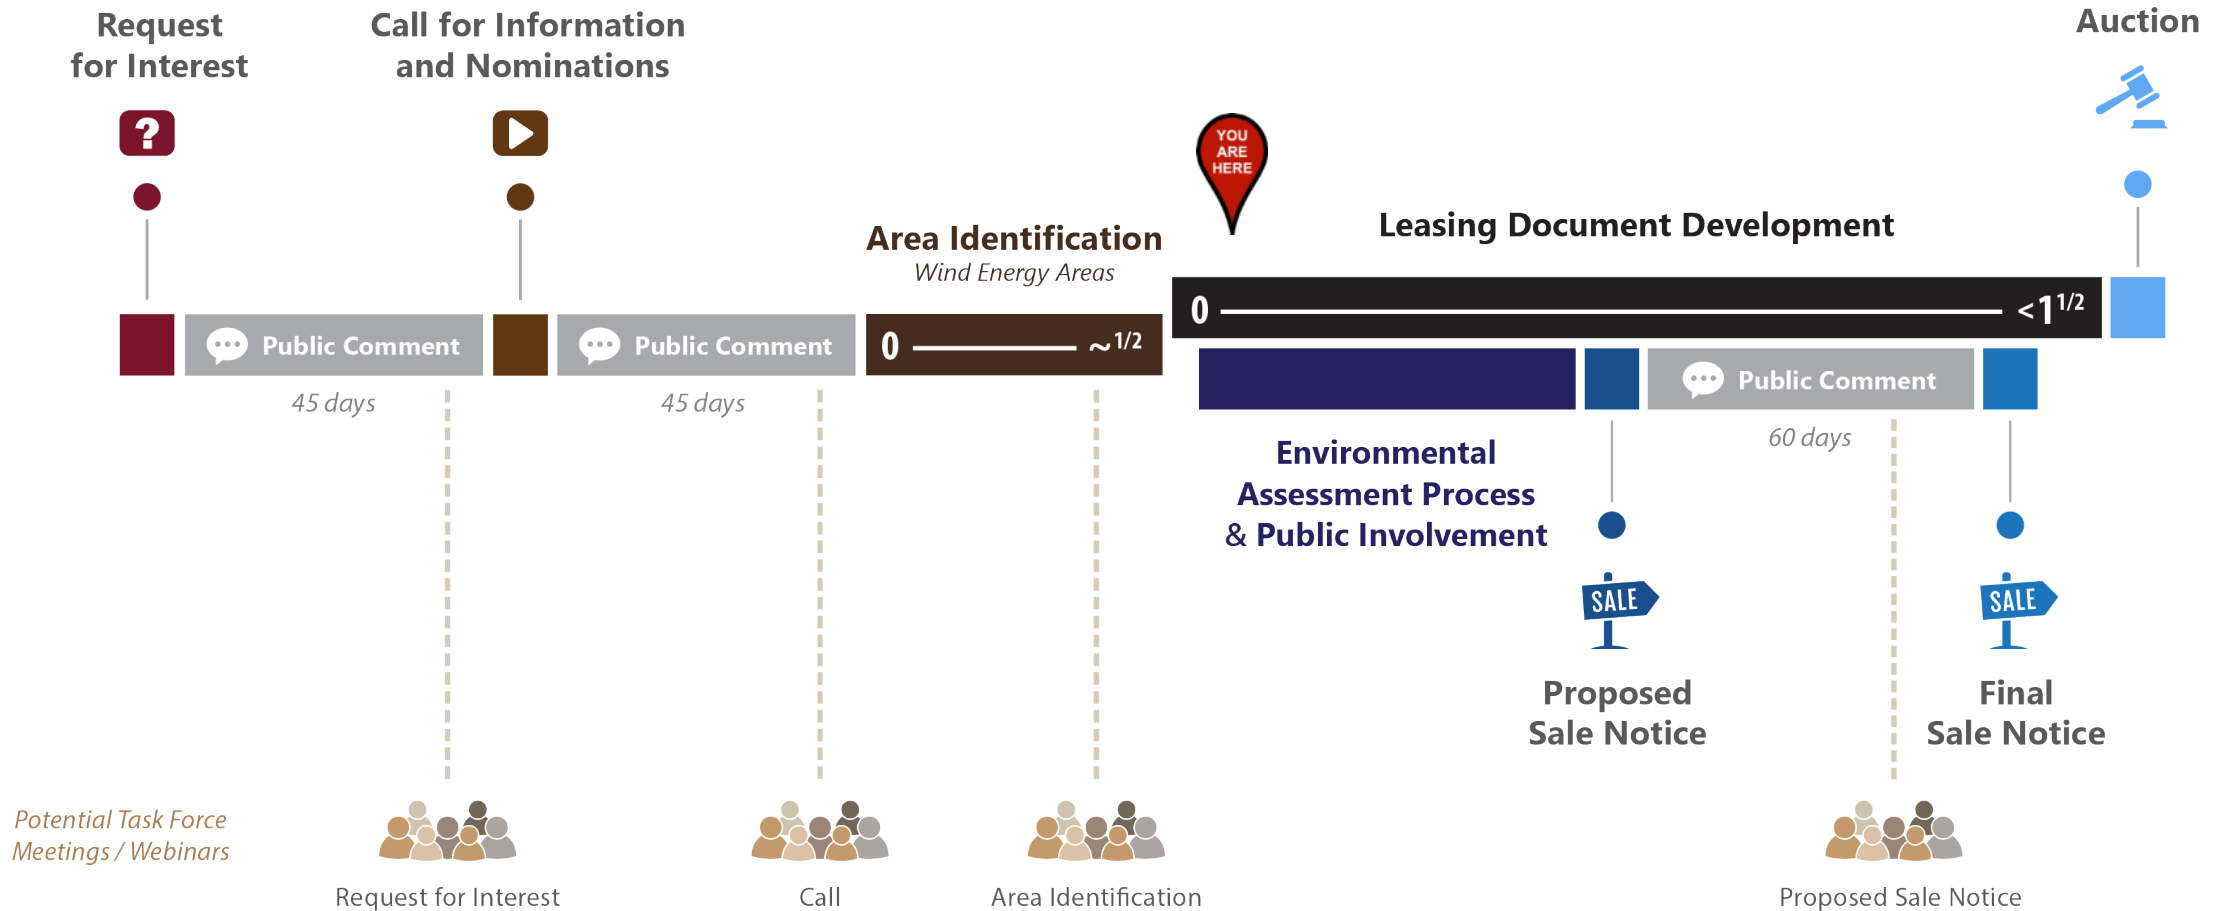 Request
for Interest
?
Call for Information
and Nominations
Auction
YOU
ARE
HERE
Area Identification
Wind Energy Areas
Leasing Document Development
Public Comment
45 days
Public Comment
45 days
0 ~1/2
0 <1 1/2
Public Comment
60 days
Environmental
Assessment Process
& Public Involvement
SALE
Proposed
Sale Notice
SALE
Final
Sale Notice
Potential Task Force
Meetings / Webinars
Request for Interest
Call
Area Identification
Proposed Sale Notice